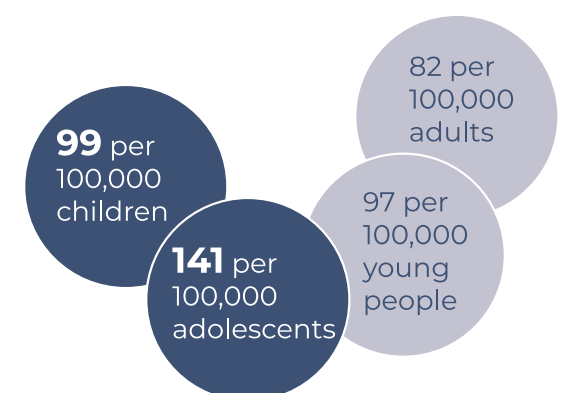 99 per
100,000
children
141 per
100,000
adolescents
97 per
100,000
young
people
82 per
100,000
adults